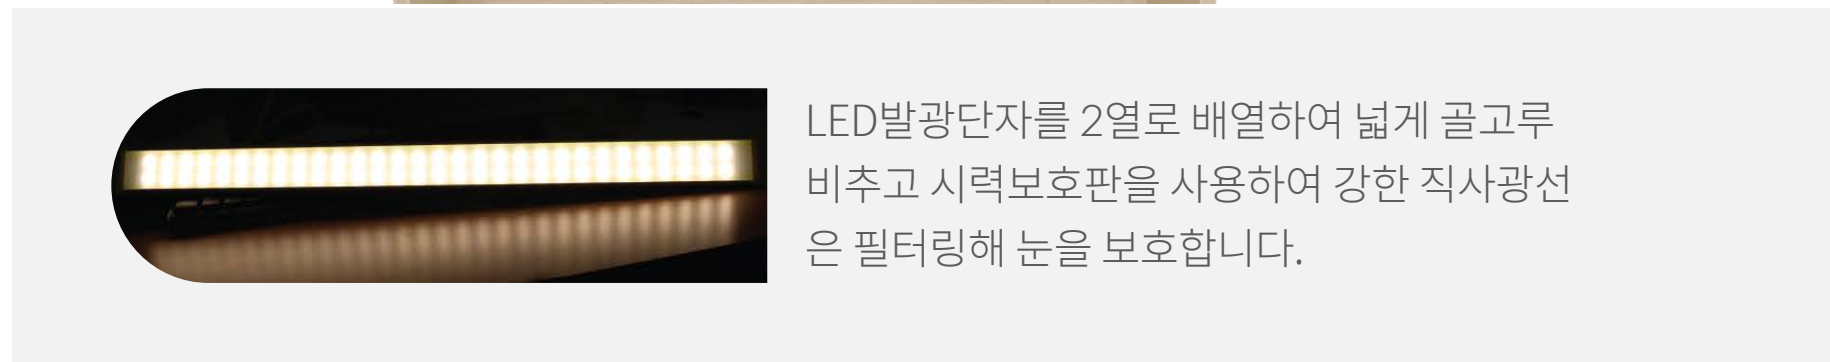 LED발광단자를 2열로 배열하여 넓게 골고루
비추고 시력보호판을 사용하여 강한 직사광선
은 필터링해 눈을 보호합니다.